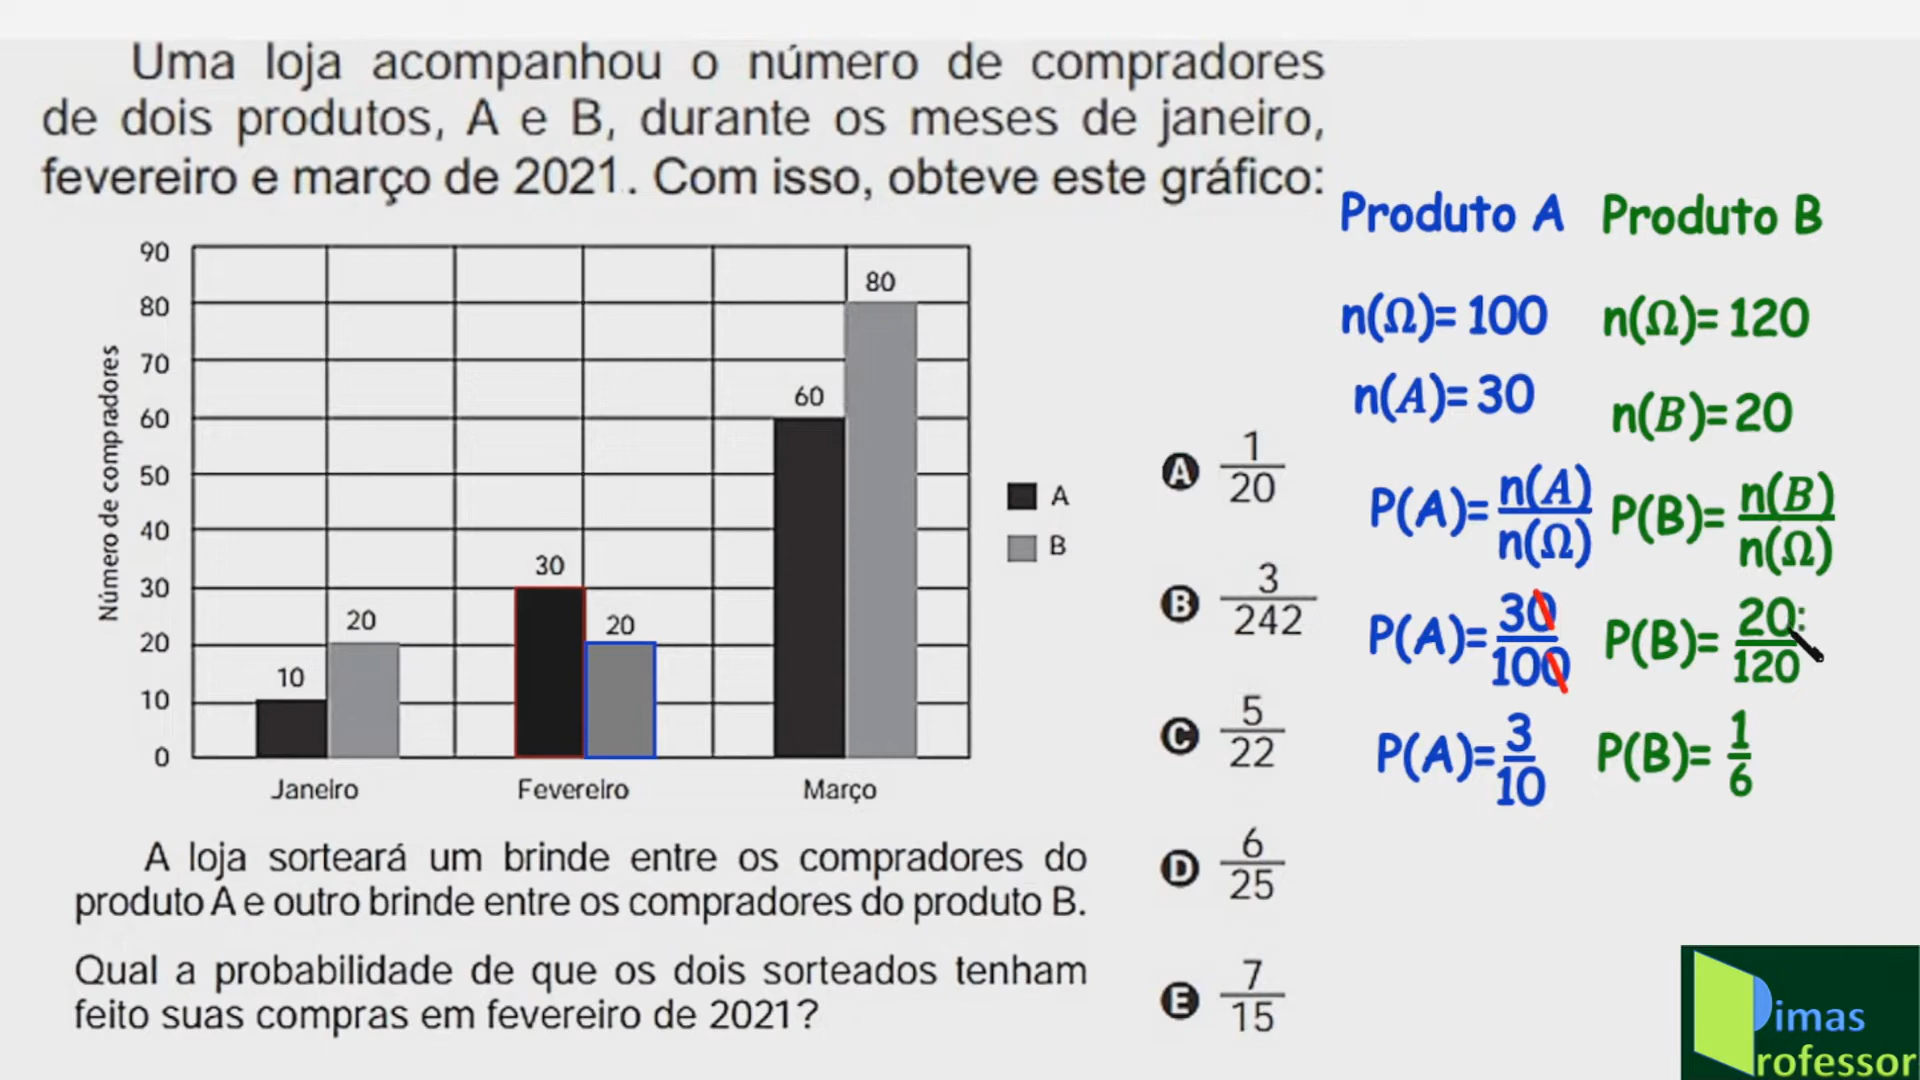 Uma loja acompanhou o número de compradores
de dois produtos, A e B, durante os meses de janeiro,
fevereiro e março de 2021. Com isso, obteve este gráfico:
90
80
70
60
50
40
30
20
10
0
Número de compradores
10
20
30
20
60
80
Janeiro
Fevereiro
Março
A
B
A loja sorteará um brinde entre os compradores do
produto A e outro brinde entre os compradores do produto B.
Qual a probabilidade de que os dois sorteados tenham
feito suas compras em fevereiro de 2021?
A 1/20
B 3/242
C 5/22
D 6/25
E 7/15
Produto A
n(Ω)= 100
n(A)= 30
P(A)= n(A)/n(Ω)
P(A)= 30/100
P(A)= 3/10
Produto B
n(Ω)= 120
n(B)= 20
P(B)= n(B)/n(Ω)
P(B)= 20:/120
P(B)= 1/6
Dimas
Professor